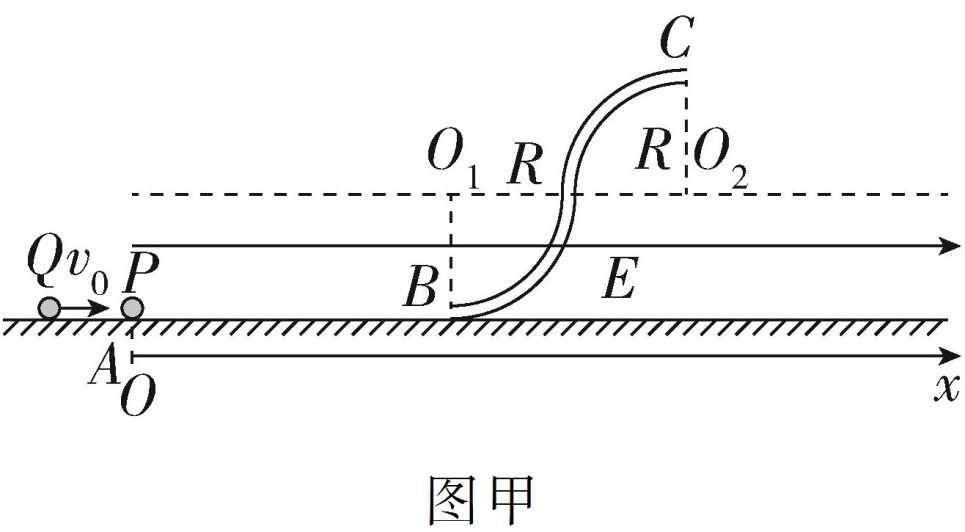 C
O₁ R R O₂
Q v₀ P B E
A O x
图甲